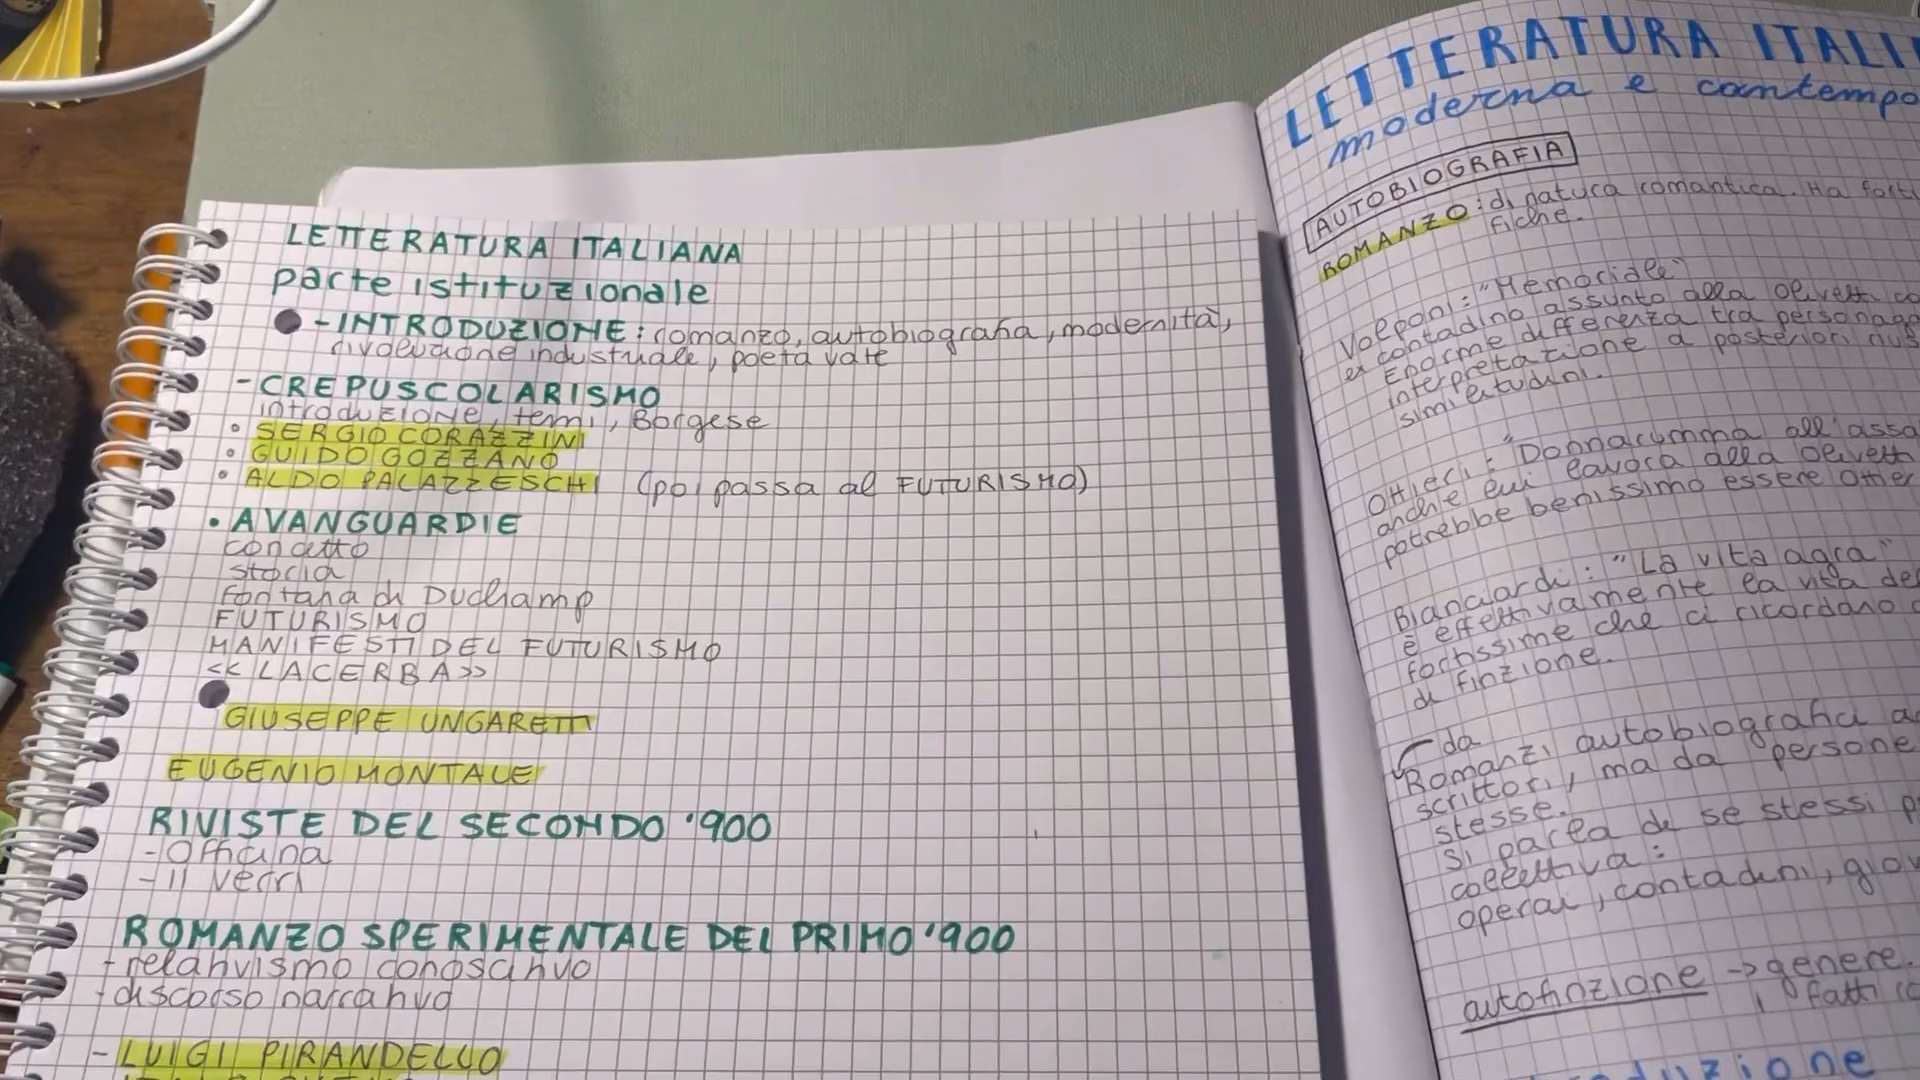 LETTERATURA ITALIANA
parte istituzionale
-INTRODUZIONE: romanzo, autobiografia, modernità,
rivoluzione industriale, poeta vate
- CREPUSCOLARISMO
introduzione, temi, Borgese
• SERGIO CORAZZINI
• GUIDO GOZZANO
• ALDO PALAZZESCHI (poi passa al FUTURISMO)
• AVANGUARDIE
concetto
storia
fontana di Duchamp
FUTURISMO
MANIFESTI DEL FUTURISMO
<<LACERBA>>
GIUSEPPE UNGARETTI
EUGENIO MONTALE
RIVISTE DEL SECONDO '900
- Officina
- Il Verri
ROMANZO SPERIMENTALE DEL PRIMO '900
- relativismo conoscitivo
- discorso narrativo
- LUIGI PIRANDELLO
LETTERATURA ITALI
moderna e contempo
AUTOBIOGRAFIA
ROMANZO: di natura romantica. Ha forti
fiche.
Volponi: "Memoriale"
ex contadino assunto alla Olivetti co
Enorme differenza tra personagg
interpretazione a posteriori
similitudini.
Ottieri: "Donnarumma all'assa
anche lui lavora alla Olivetti
potrebbe benissimo essere Ottier
Bianciardi: "La vita agra"
è effettivamente la vita del
fortissime che ci ricordano
di finzione.
da
Romanzi autobiografici
scrittori, ma da persone
stesse.
Si parla di se stessi
collettiva:
operai, contadini, giov
autofinzione -> genere.
i fatti
duzione